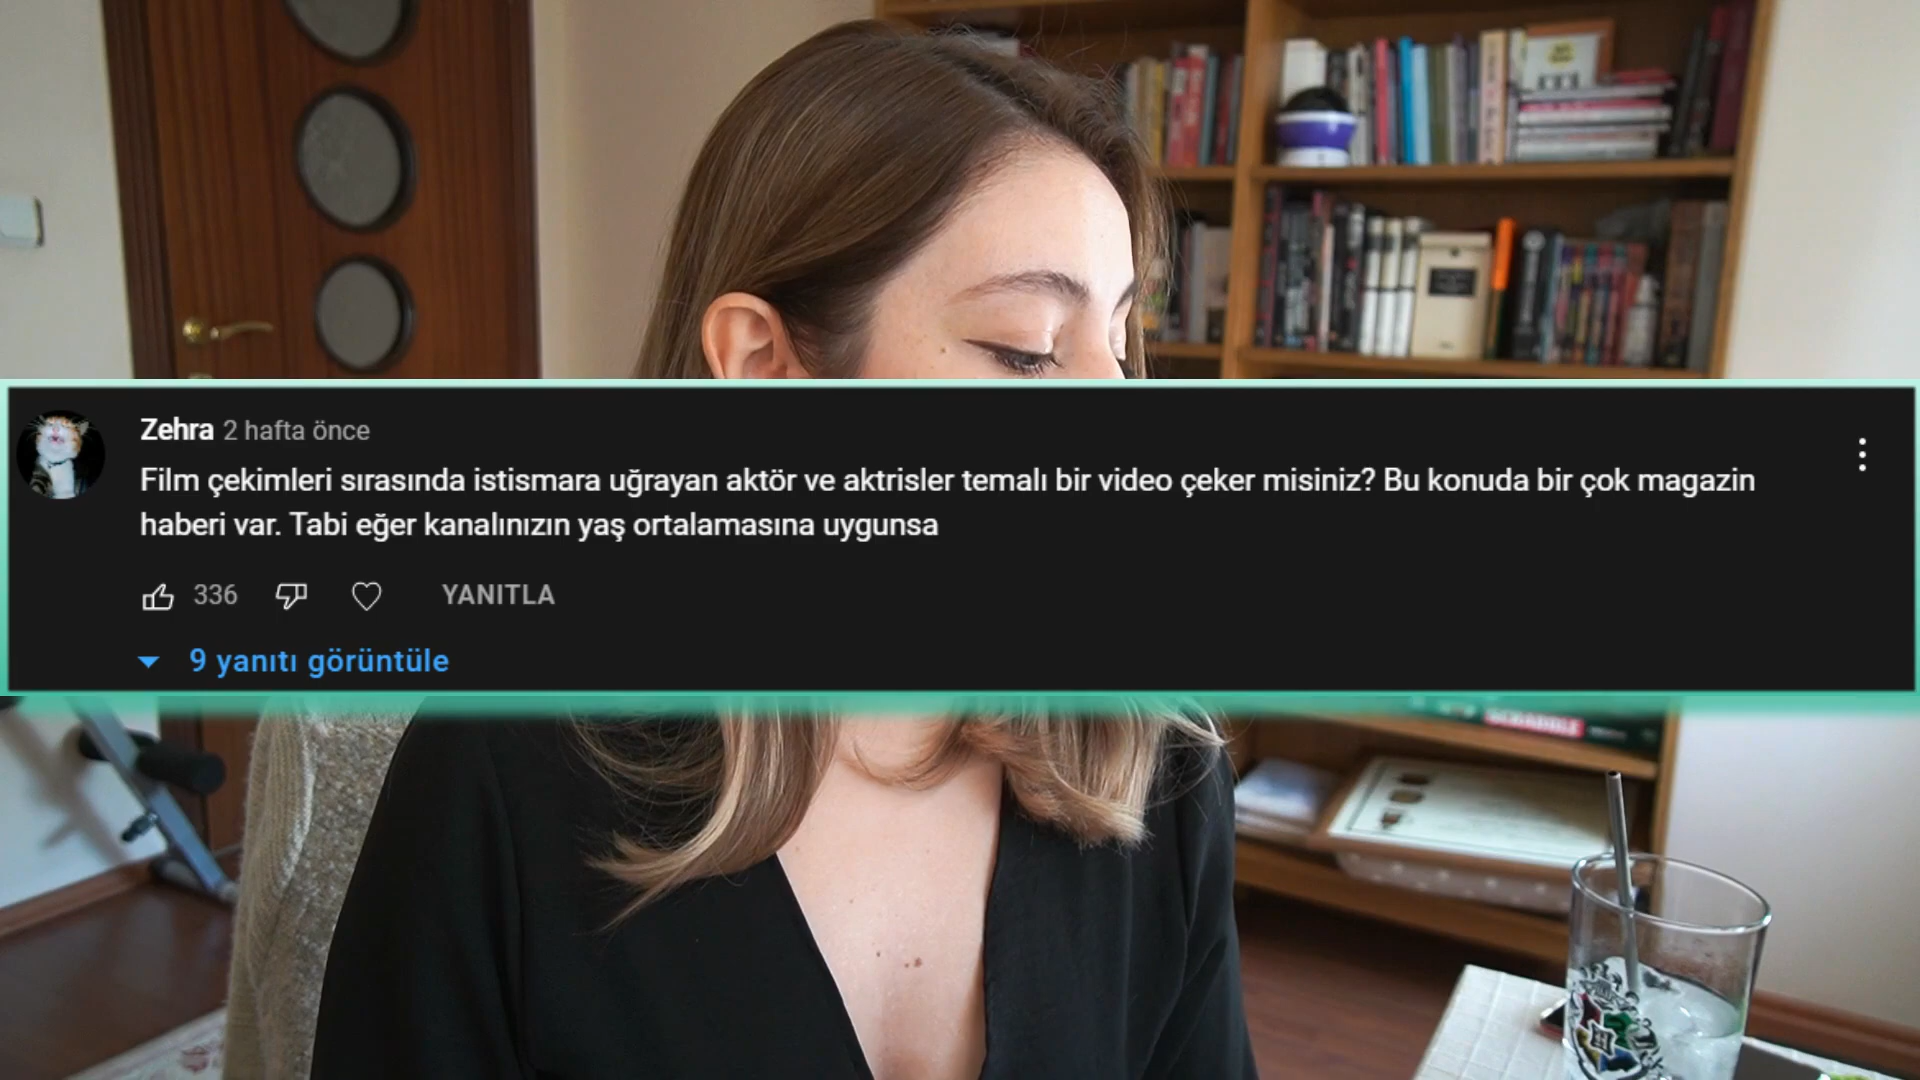 Zehra 2 hafta önce
Film çekimleri sırasında istismara uğrayan aktör ve aktrisler temalı bir video çeker misiniz? Bu konuda bir çok magazin
haberi var. Tabi eğer kanalınızın yaş ortalamasına uygunsa
336 YANITLA
9 yanıtı görüntüle
SCRABBLE